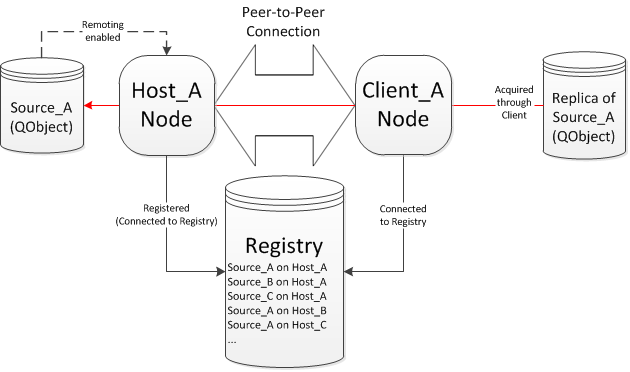 Peer-to-Peer
Connection
Remoting
enabled
Source_A
(QObject)
Host_A
Node
Client_A
Node
Acquired
through
Client
Replica of
Source_A
(QObject)
Registered
(Connected to Registry)
Connected
to Registry
Registry
Source_A on Host_A
Source_B on Host_A
Source_C on Host_A
Source_A on Host_B
Source_A on Host_C
...